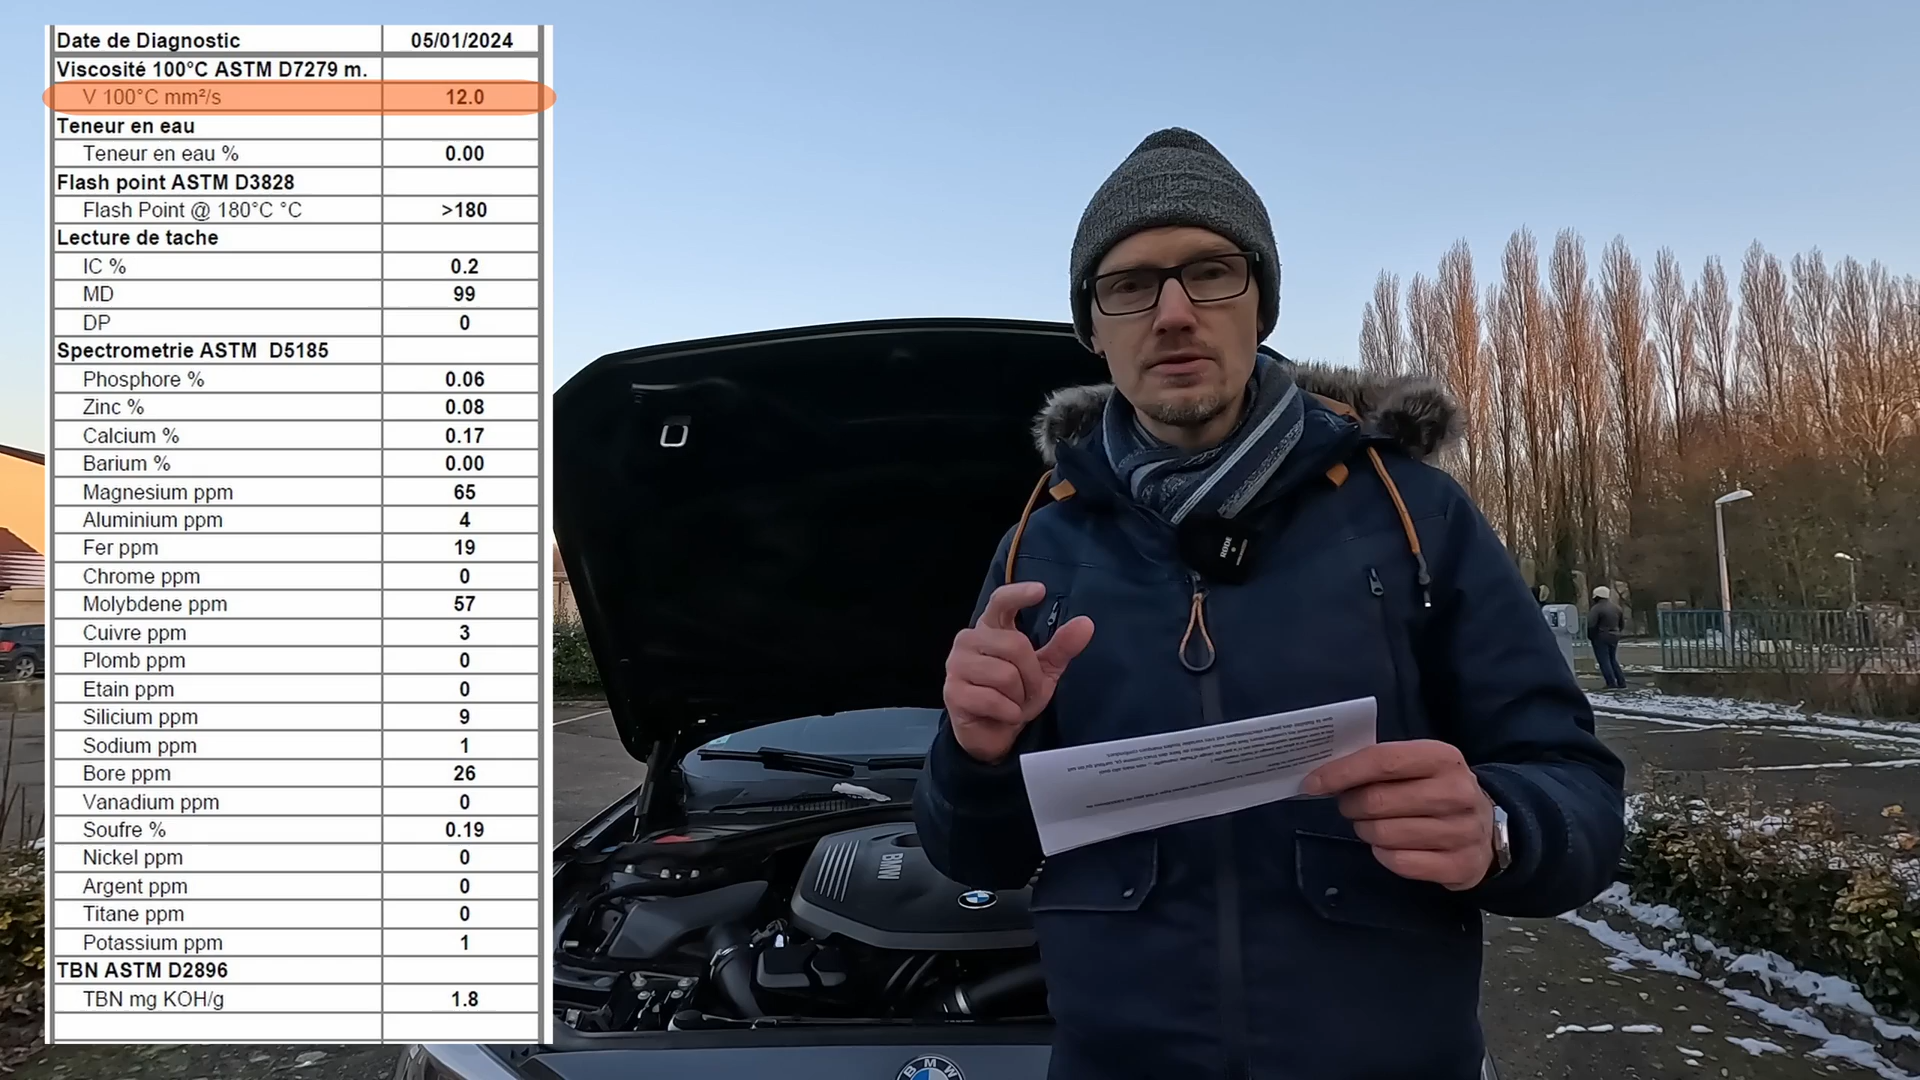 Date de Diagnostic 05/01/2024
Viscosité 100°C ASTM D7279 m.
V 100°C mm²/s 12.0
Teneur en eau
Teneur en eau % 0.00
Flash point ASTM D3828
Flash Point @ 180°C °C >180
Lecture de tache
IC % 0.2
MD 99
DP 0
Spectrometrie ASTM D5185
Phosphore % 0.06
Zinc % 0.08
Calcium % 0.17
Barium % 0.00
Magnesium ppm 65
Aluminium ppm 4
Fer ppm 19
Chrome ppm 0
Molybdene ppm 57
Cuivre ppm 3
Plomb ppm 0
Etain ppm 0
Silicium ppm 9
Sodium ppm 1
Bore ppm 26
Vanadium ppm 0
Soufre % 0.19
Nickel ppm 0
Argent ppm 0
Titane ppm 0
Potassium ppm 1
TBN ASTM D2896
TBN mg KOH/g 1.8
RØDE
BMW
BMW